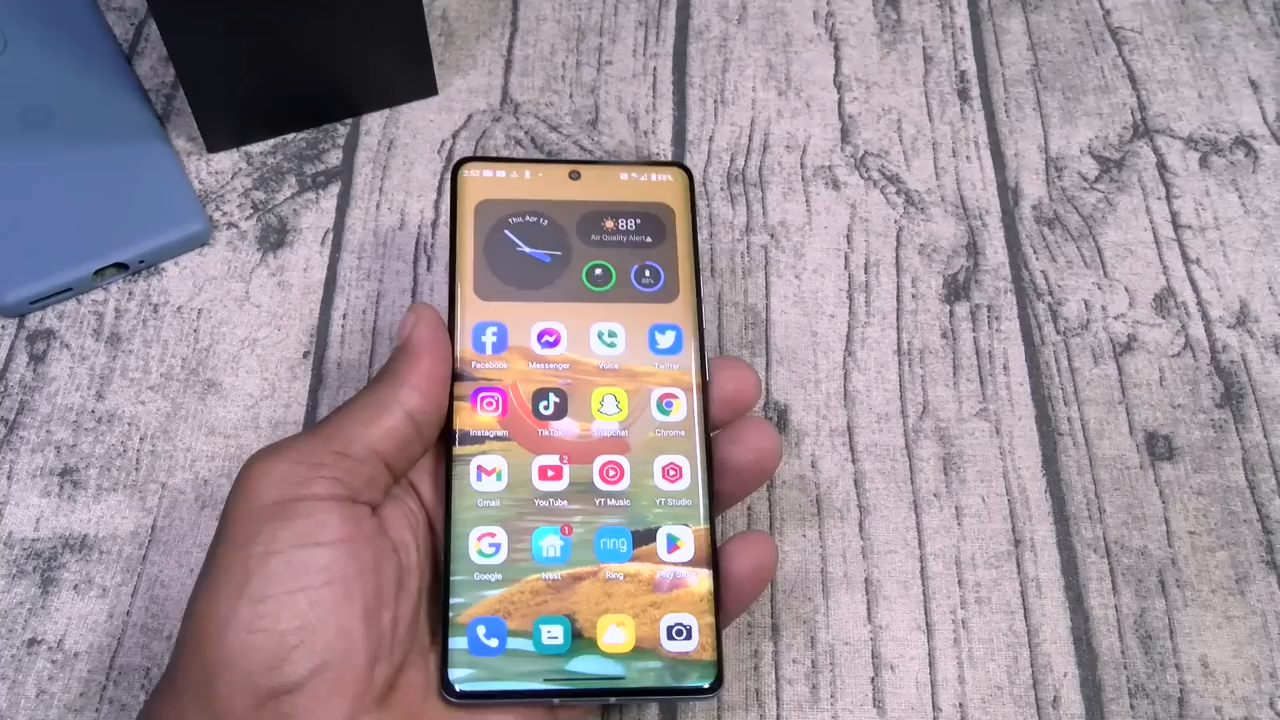 3:52
88%
Thu, Apr 13
88°
Air Quality Alert
88%
Facebook
Messenger
Voice
Twitter
Instagram
TikTok
Snapchat
Chrome
Gmail
2
YouTube
YT Music
YT Studio
Google
1
Nest
ring
Ring
Play Store